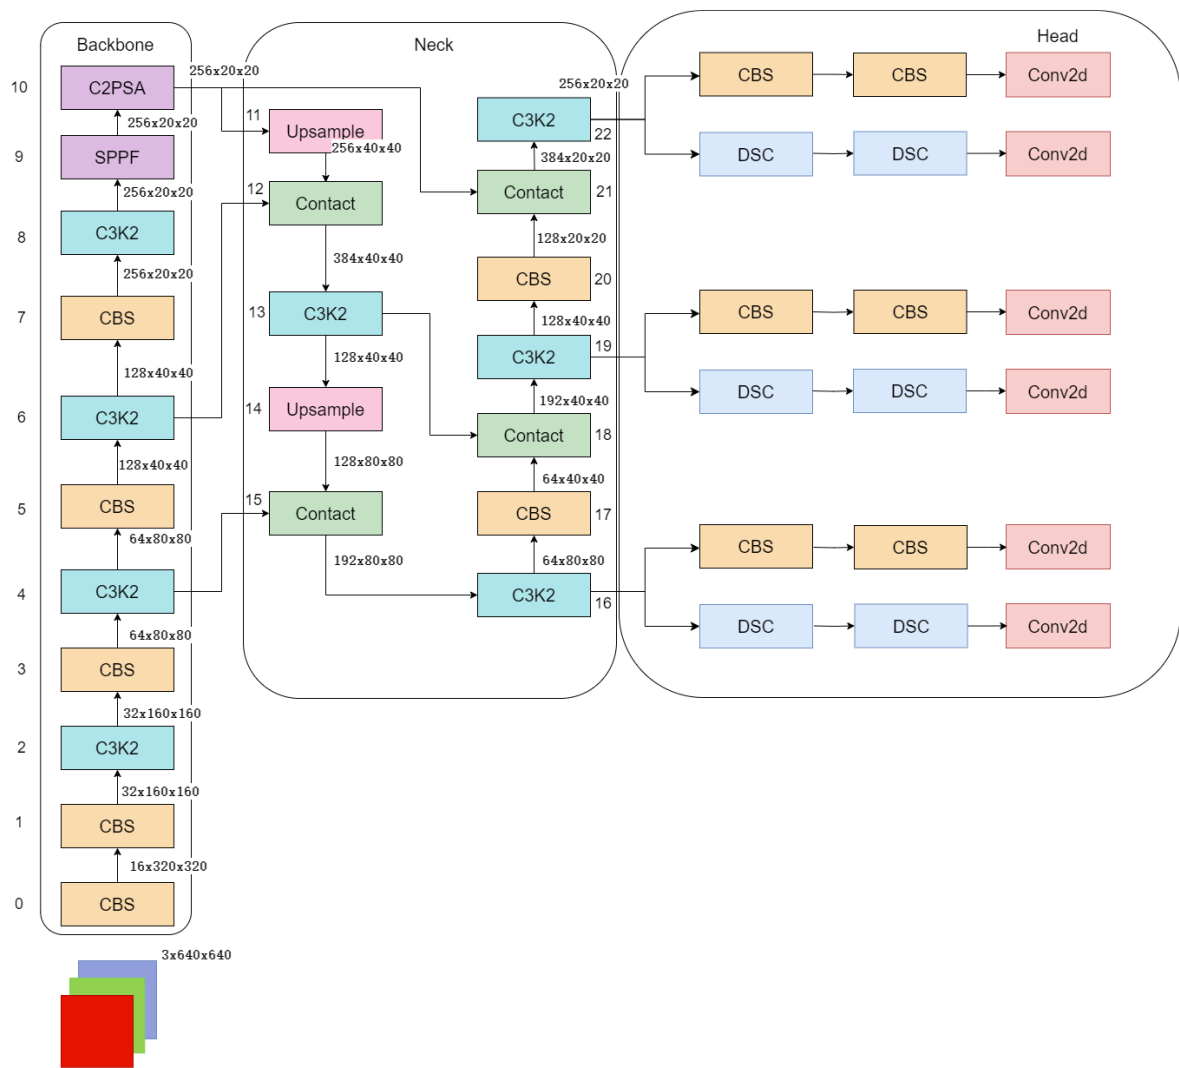 Backbone
Neck
Head
10
C2PSA
256x20x20
256x20x20
9
SPPF
256x20x20
8
C3K2
256x20x20
7
CBS
128x40x40
6
C3K2
128x40x40
5
CBS
64x80x80
4
C3K2
64x80x80
3
CBS
32x160x160
2
C3K2
32x160x160
1
CBS
16x320x320
0
CBS
3x640x640
11
Upsample
256x40x40
12
Contact
384x40x40
13
C3K2
128x40x40
14
Upsample
128x80x80
15
Contact
192x80x80
256x20x20
C3K2
22
384x20x20
Contact
21
128x20x20
CBS
20
128x40x40
C3K2
19
192x40x40
Contact
18
64x40x40
CBS
17
64x80x80
C3K2
16
CBS
CBS
Conv2d
DSC
DSC
Conv2d
CBS
CBS
Conv2d
DSC
DSC
Conv2d
CBS
CBS
Conv2d
DSC
DSC
Conv2d